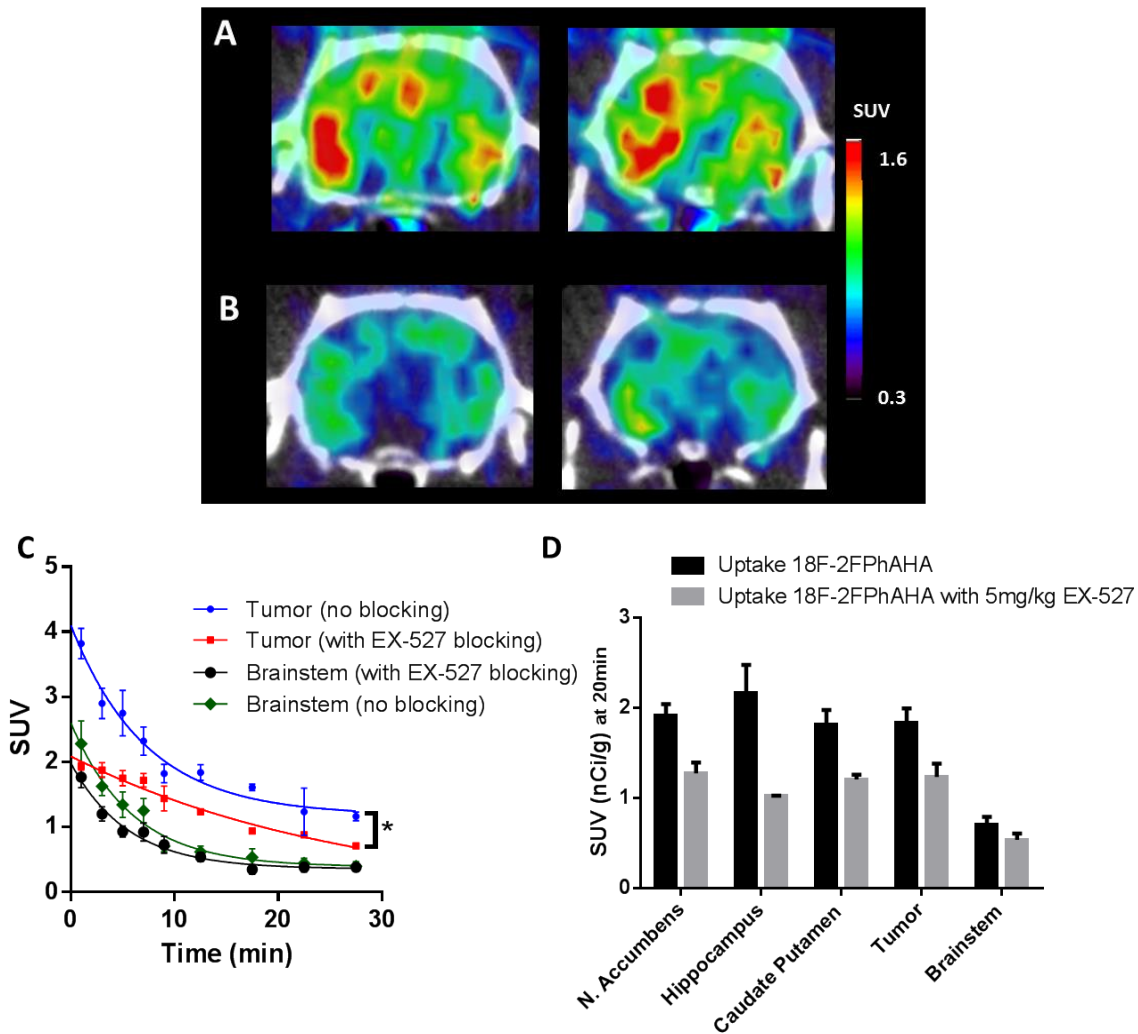 A
SUV
1.6
B
0.3
C
5
4
3
2
1
0
SUV
0
10
20
30
Time (min)
Tumor (no blocking)
Tumor (with EX-527 blocking)
Brainstem (with EX-527 blocking)
Brainstem (no blocking)
*
D
Uptake 18F-2FPhAHA
Uptake 18F-2FPhAHA with 5mg/kg EX-527
3
2
1
0
SUV (nCi/g) at 20min
N. Accumbens
Hippocampus
Caudate Putamen
Tumor
Brainstem